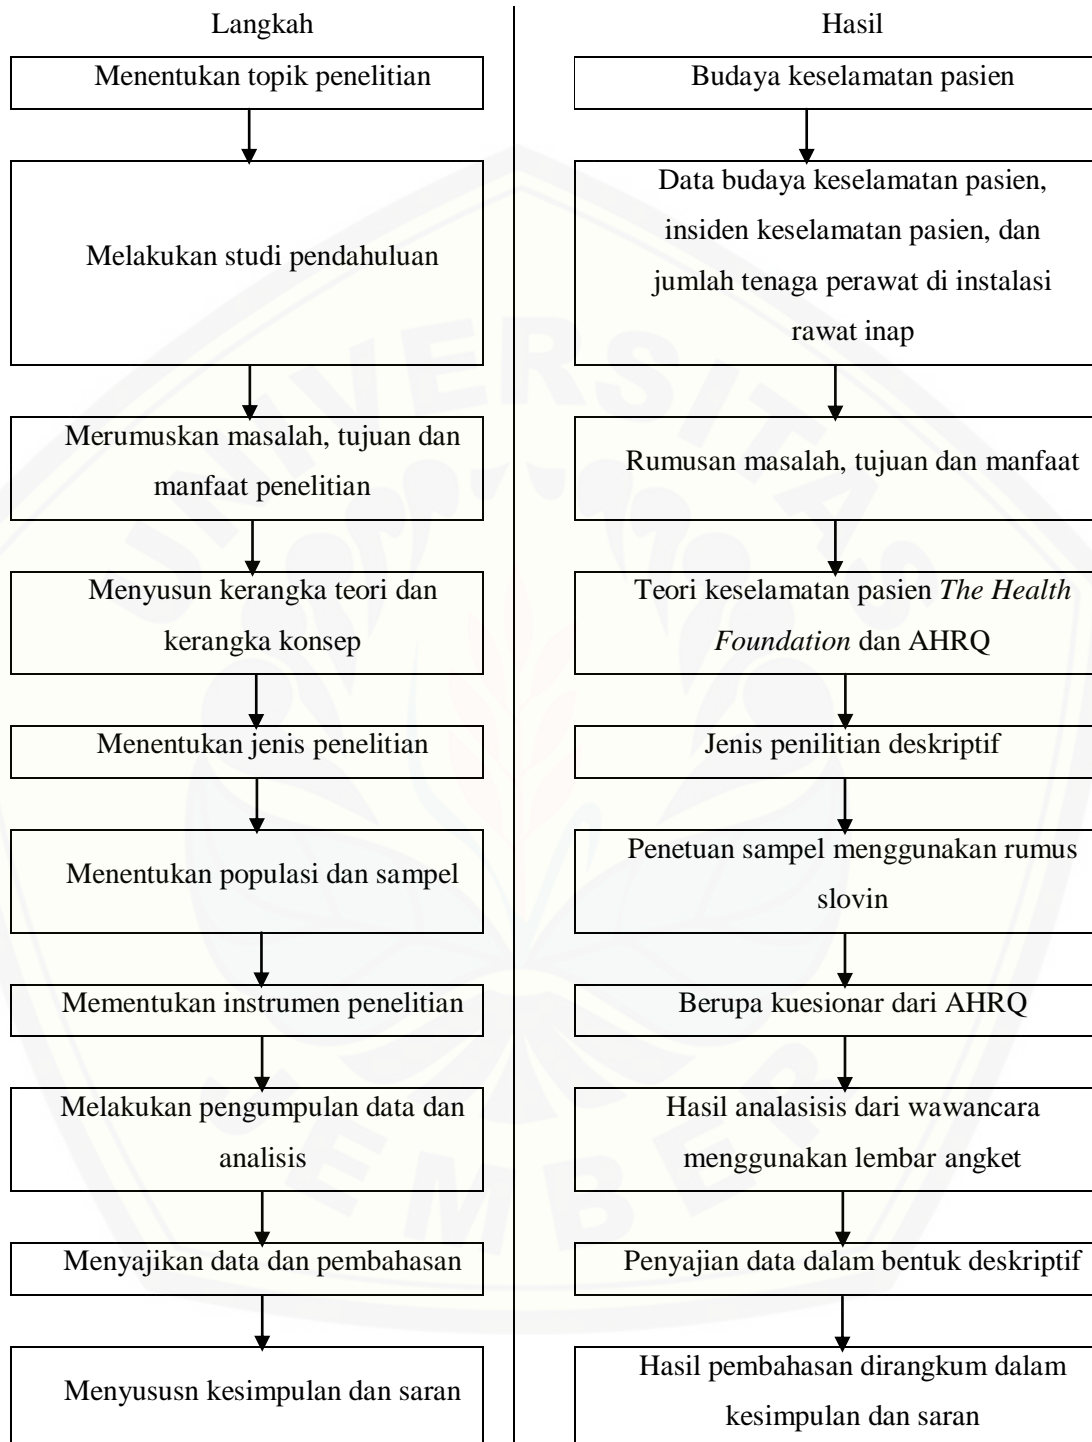 Langkah
Hasil
Menentukan topik penelitian
Budaya keselamatan pasien
Melakukan studi pendahuluan
Data budaya keselamatan pasien,
insiden keselamatan pasien, dan
jumlah tenaga perawat di instalasi
rawat inap
Merumuskan masalah, tujuan dan
manfaat penelitian
Rumusan masalah, tujuan dan manfaat
Menyusun kerangka teori dan
kerangka konsep
Teori keselamatan pasien The Health
Foundation dan AHRQ
Menentukan jenis penelitian
Jenis penilitian deskriptif
Menentukan populasi dan sampel
Penetuan sampel menggunakan rumus
slovin
Mementukan instrumen penelitian
Berupa kuesionar dari AHRQ
Melakukan pengumpulan data dan
analisis
Hasil analasisis dari wawancara
menggunakan lembar angket
Menyajikan data dan pembahasan
Penyajian data dalam bentuk deskriptif
Menyususn kesimpulan dan saran
Hasil pembahasan dirangkum dalam
kesimpulan dan saran
UNIVERSITAS
JEMBER